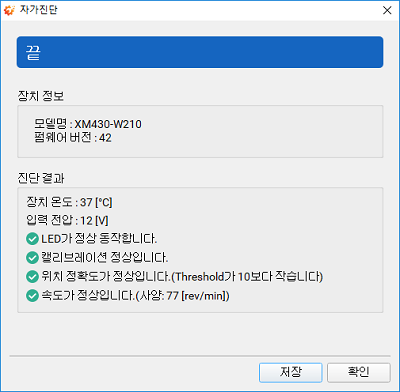 자가진단
끝
장치 정보
모델명 : XM430-W210
펌웨어 버전 : 42
진단 결과
장치 온도 : 37 [°C]
입력 전압 : 12 [V]
LED가 정상 동작합니다.
캘리브레이션 정상입니다.
위치 정확도가 정상입니다.(Threshold가 10보다 작습니다)
속도가 정상입니다.(사양: 77 [rev/min])
저장
확인